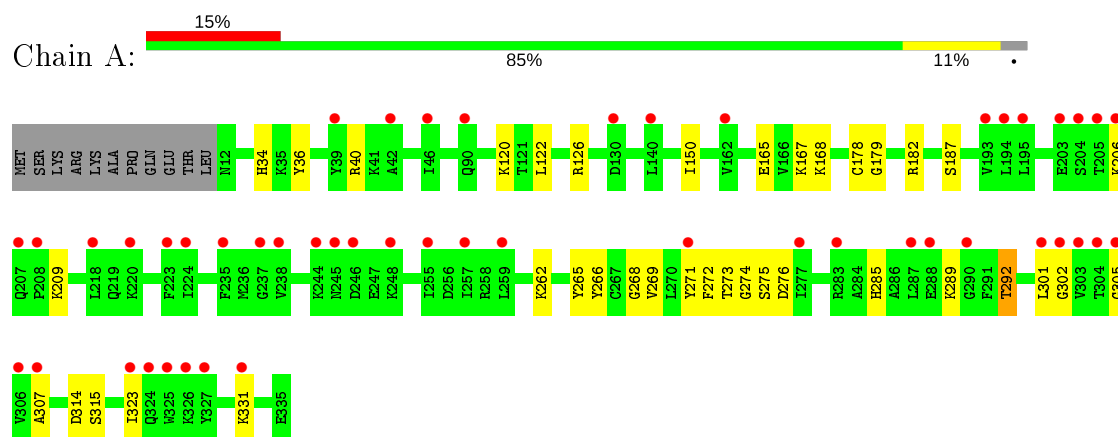 15%
Chain A:
85% 11% •
MET SER LYS LYS ARG LYS ALA PRO GLN GLU THR LEU N12 H34 K35 Y36 Y39 R40 K41 A42 I46 Q90 K120 T121 L122 R126 D130 L140 I150 V162 E165 V166 K167 K168 C178 G179 R182 S187 V193 L194 L195 E203 S204 T205 K206
Q207 P208 K209 L218 Q219 K220 F223 I224 F235 M236 G237 V238 K244 N245 D246 E247 K248 I255 D256 I257 R258 L259 K262 Y265 Y266 C267 G268 V269 L270 Y271 F272 T273 G274 S275 D276 I277 R283 A284 H285 A286 L287 E288 K289 G290 F291 T292 L301 G302 V303 T304
V306 A307 D314 S315 I323 Q324 W325 K326 Y327 K331 E335